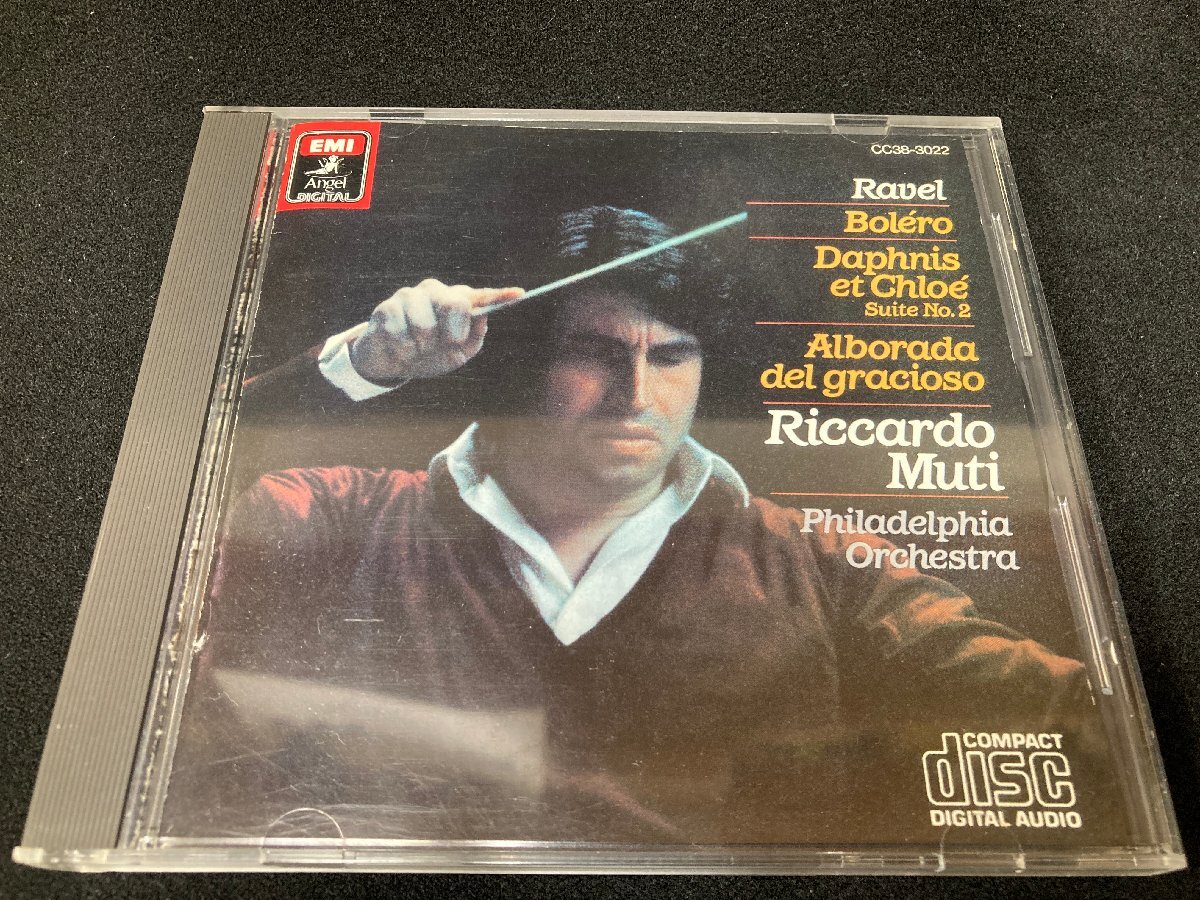 EMI
Angel
DIGITAL
CC38-3022
Ravel
Boléro
Daphnis
et Chloé
Suite No. 2
Alborada
del gracioso
Riccardo
Muti
Philadelphia
Orchestra
COMPACT
disc
DIGITAL AUDIO